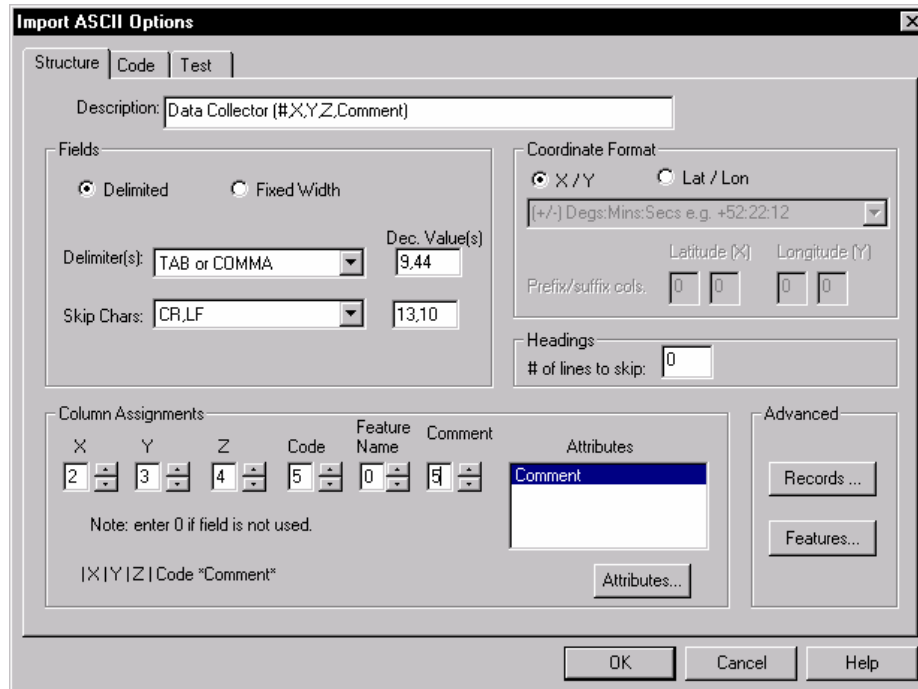 Import ASCII Options
Structure Code Test
Description: Data Collector (#,X,Y,Z,Comment)
Fields
Delimited Fixed Width
Dec. Value(s)
Delimiter(s): TAB or COMMA 9,44
Skip Chars: CR,LF 13,10
Coordinate Format
X / Y Lat / Lon
(+/-) Degs:Mins:Secs e.g. +52:22:12
Latitude (X) Longitude (Y)
Prefix/suffix cols. 0 0 0 0
Headings
# of lines to skip: 0
Column Assignments
X Y Z Code Feature Name Comment
2 3 4 5 0 5
Note: enter 0 if field is not used.
|X|Y|Z|Code *Comment*
Attributes
Comment
Attributes...
Advanced
Records ...
Features...
OK Cancel Help